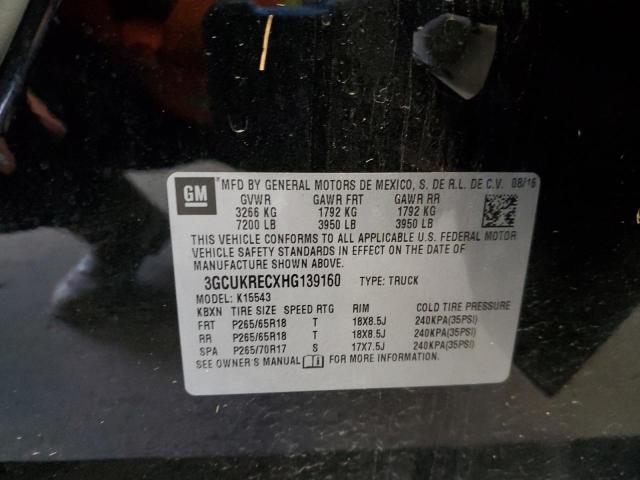 GM
MFD BY GENERAL MOTORS DE MEXICO, S. DE R.L. DE C.V. 08/16
GVWR GAWR FRT GAWR RR
3266 KG 1792 KG 1792 KG
7200 LB 3950 LB 3950 LB
THIS VEHICLE CONFORMS TO ALL APPLICABLE U.S. FEDERAL MOTOR
VEHICLE SAFETY STANDARDS IN EFFECT ON THE DATE OF
MANUFACTURE SHOWN ABOVE.
3GCUKRECXHG139160 TYPE: TRUCK
MODEL: K15543
KBXN TIRE SIZE SPEED RTG RIM COLD TIRE PRESSURE
FRT P265/65R18 T 18X8.5J 240KPA(35PSI)
RR P265/65R18 T 18X8.5J 240KPA(35PSI)
SPA P265/70R17 S 17X7.5J 240KPA(35PSI)
SEE OWNER'S MANUAL FOR MORE INFORMATION.